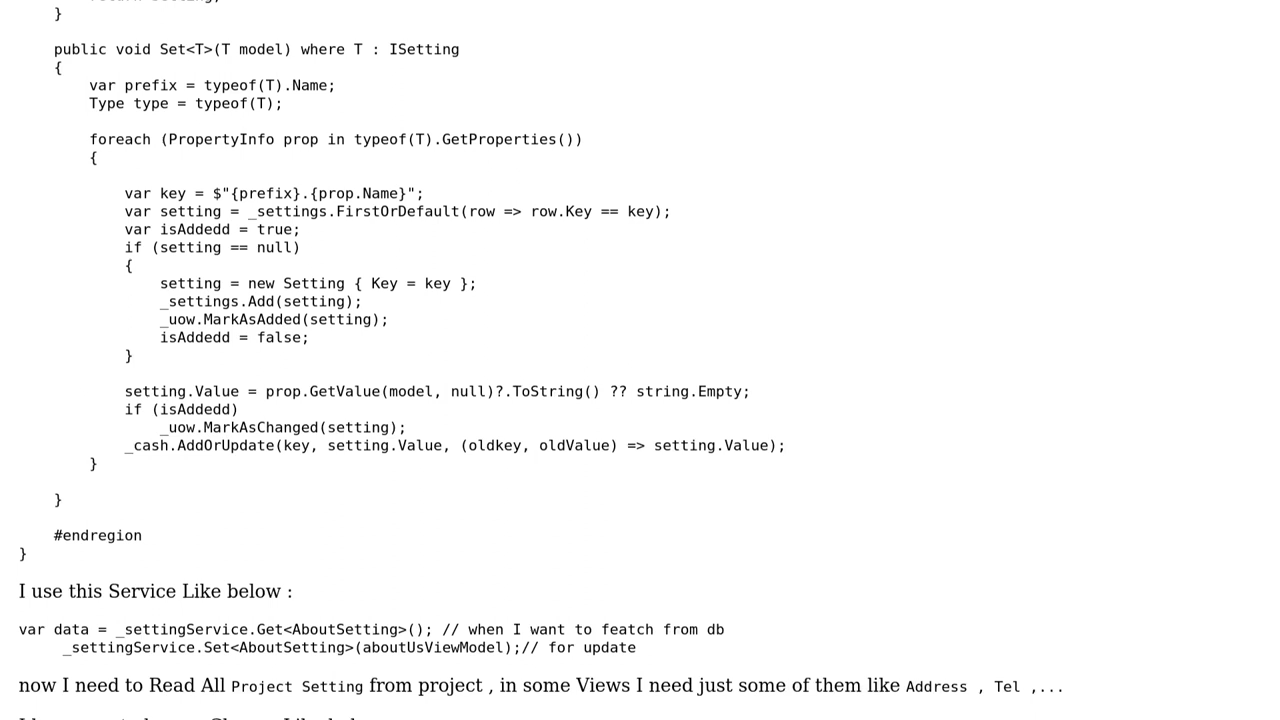 }
public void Set<T>(T model) where T : ISetting
{
var prefix = typeof(T).Name;
Type type = typeof(T);
foreach (PropertyInfo prop in typeof(T).GetProperties())
{
var key = $"{prefix}.{prop.Name}";
var setting = _settings.FirstOrDefault(row => row.Key == key);
var isAddedd = true;
if (setting == null)
{
setting = new Setting { Key = key };
_settings.Add(setting);
_uow.MarkAsAdded(setting);
isAddedd = false;
}
setting.Value = prop.GetValue(model, null)?.ToString() ?? string.Empty;
if (isAddedd)
_uow.MarkAsChanged(setting);
_cash.AddOrUpdate(key, setting.Value, (oldkey, oldValue) => setting.Value);
}
}
#endregion
}
I use this Service Like below :
var data = _settingService.Get<AboutSetting>(); // when I want to featch from db
_settingService.Set<AboutSetting>(aboutUsViewModel);// for update
now I need to Read All Project Setting from project , in some Views I need just some of them like Address , Tel ,...